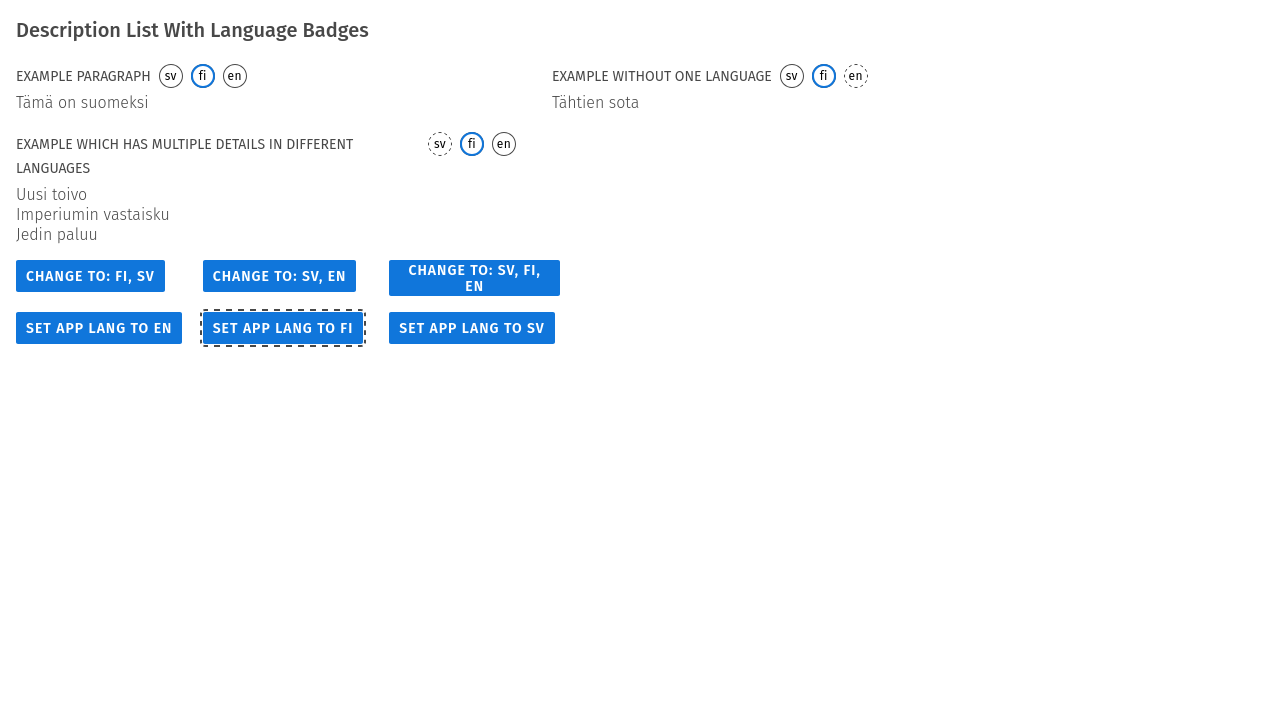 Description List With Language Badges
EXAMPLE PARAGRAPH sv fi en
Tämä on suomeksi
EXAMPLE WITHOUT ONE LANGUAGE sv fi en
Tähtien sota
EXAMPLE WHICH HAS MULTIPLE DETAILS IN DIFFERENT LANGUAGES sv fi en
Uusi toivo
Imperiumin vastaisku
Jedin paluu
CHANGE TO: FI, SV
CHANGE TO: SV, EN
CHANGE TO: SV, FI,
EN
SET APP LANG TO EN
SET APP LANG TO FI
SET APP LANG TO SV